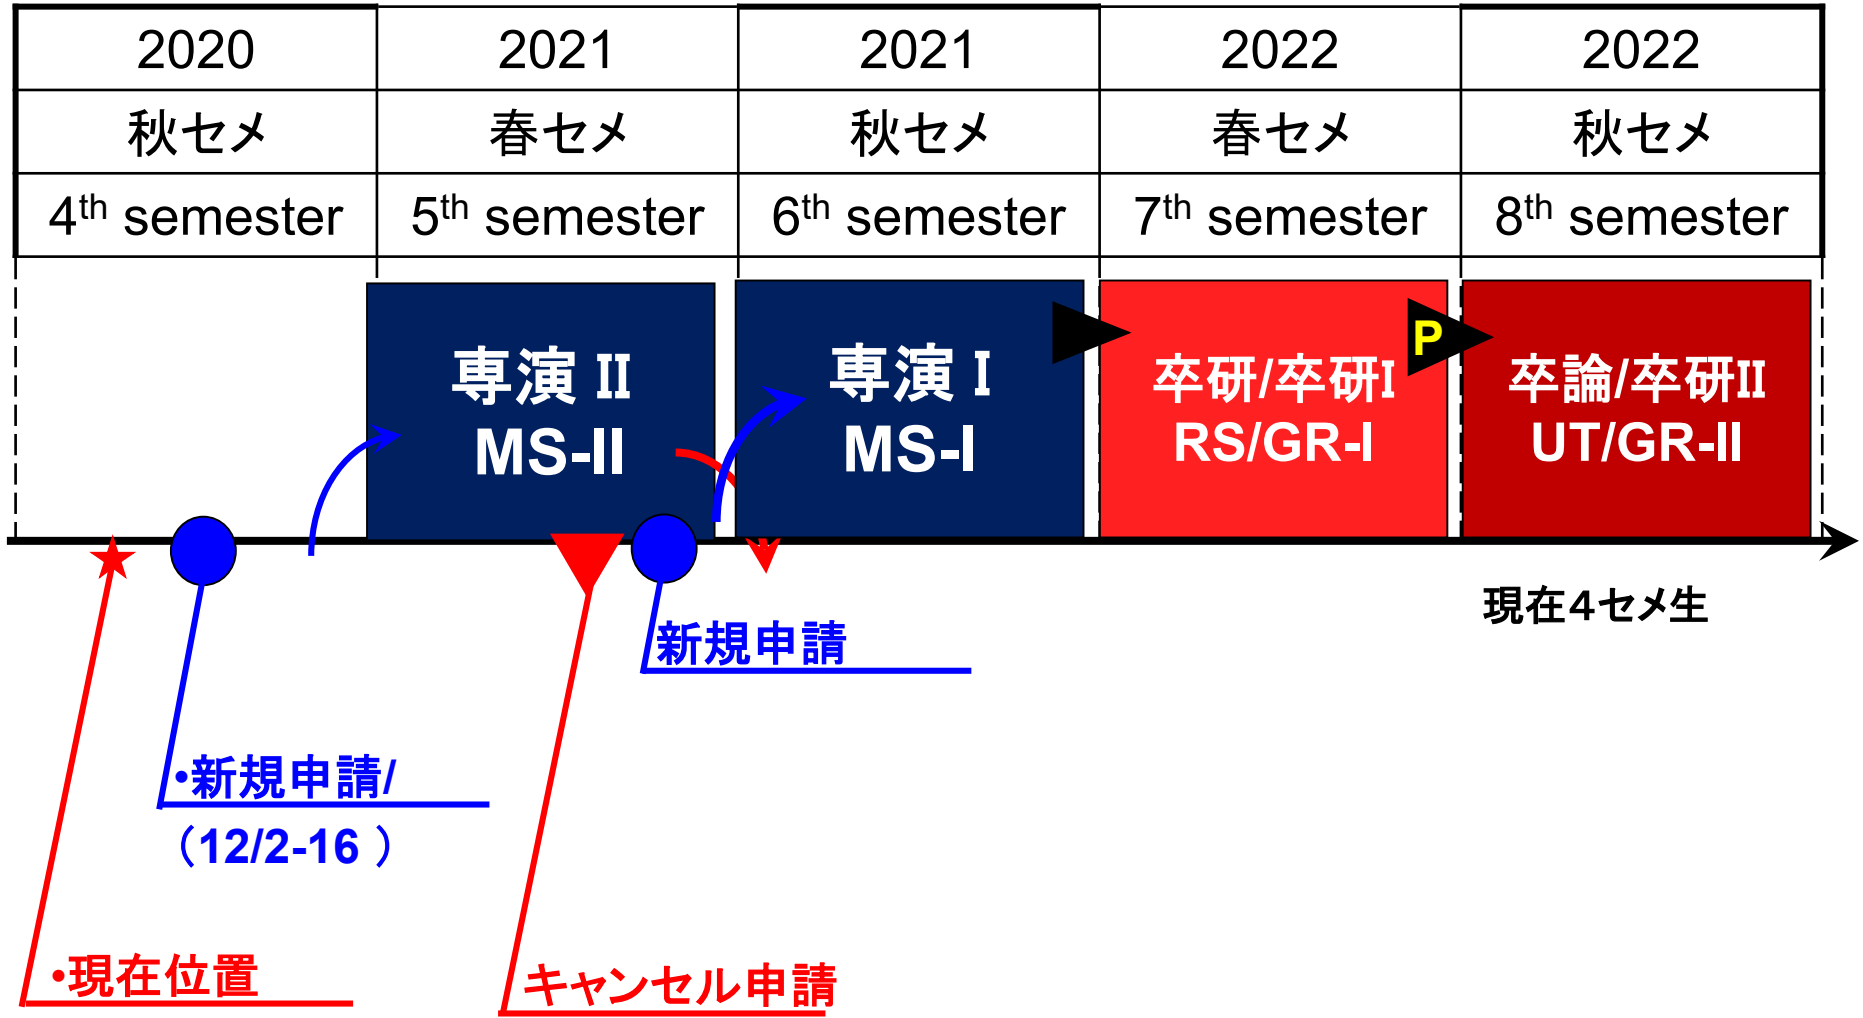 2020 2021 2021 2022 2022
秋セメ 春セメ 秋セメ 春セメ 秋セメ
4th semester 5th semester 6th semester 7th semester 8th semester
専演 II
MS-II
専演 I
MS-I
卒研/卒研I
RS/GR-I
P
卒論/卒研II
UT/GR-II
現在4セメ生
新規申請
•新規申請/
（12/2-16 ）
•現在位置
キャンセル申請